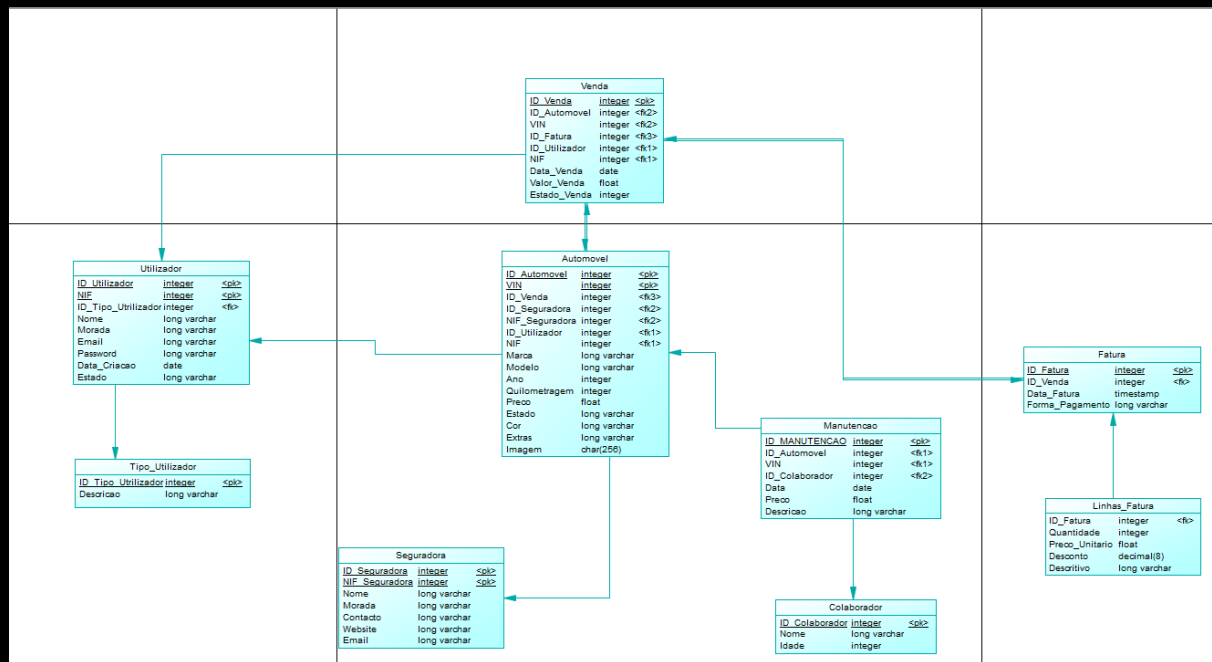 Venda
ID_Venda integer <pk>
ID_Automovel integer <fk2>
VIN integer <fk2>
ID_Fatura integer <fk3>
ID_Utilizador integer <fk1>
NIF integer <fk1>
Data_Venda date
Valor_Venda float
Estado_Venda integer
Utilizador
ID_Utilizador integer <pk>
NIF integer <pk>
ID_Tipo_Utilizador integer <fk>
Nome long varchar
Morada long varchar
Email long varchar
Password long varchar
Data_Criacao date
Estado long varchar
Automovel
ID_Automovel integer <pk>
VIN integer <pk>
ID_Venda integer <fk3>
ID_Seguradora integer <fk2>
NIF_Seguradora integer <fk2>
ID_Utilizador integer <fk1>
NIF integer <fk1>
Marca long varchar
Modelo long varchar
Ano integer
Quilometragem integer
Preco float
Estado long varchar
Cor long varchar
Extras long varchar
Imagem char(256)
Fatura
ID_Fatura integer <pk>
ID_Venda integer <fk>
Data_Fatura timestamp
Forma_Pagamento long varchar
Manutencao
ID_MANUTENCAO integer <pk>
ID_Automovel integer <fk1>
VIN integer <fk1>
ID_Colaborador integer <fk2>
Data date
Preco float
Descricao long varchar
Tipo_Utilizador
ID_Tipo_Utilizador integer <pk>
Descricao long varchar
Linhas_Fatura
ID_Fatura integer <fk>
Quantidade integer
Preco_Unitario float
Desconto decimal(8)
Descritivo long varchar
Seguradora
ID_Seguradora integer <pk>
NIF_Seguradora integer <pk>
Nome long varchar
Morada long varchar
Contacto long varchar
Website long varchar
Email long varchar
Colaborador
ID_Colaborador integer <pk>
Nome long varchar
Idade integer